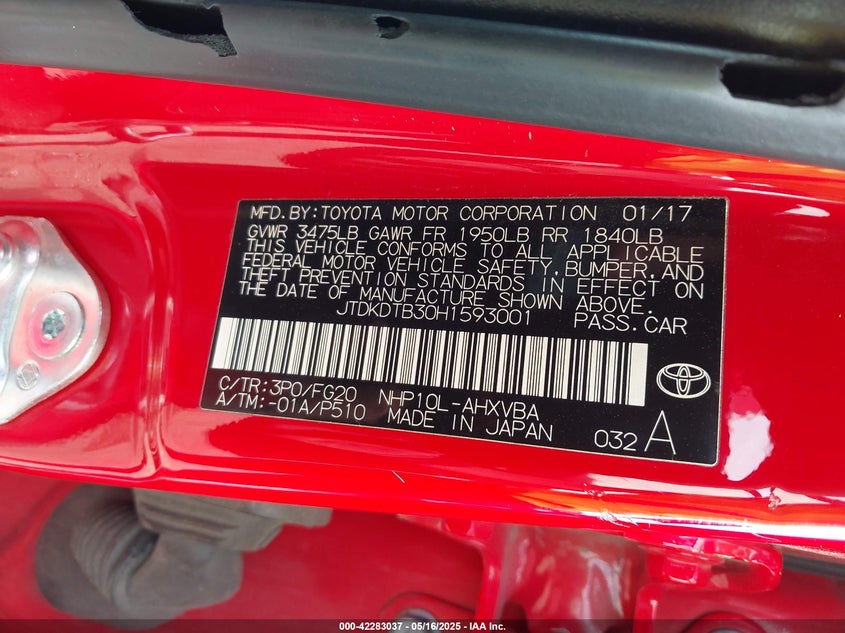 MFD.BY:TOYOTA MOTOR CORPORATION 01/17
GVWR 3475LB GAWR FR 1950LB RR 1840LB
THIS VEHICLE CONFORMS TO ALL APPLICABLE
FEDERAL MOTOR VEHICLE SAFETY, BUMPER, AND
THEFT PREVENTION STANDARDS IN EFFECT ON
THE DATE OF MANUFACTURE SHOWN ABOVE.
JTDKDTB30H1593001 PASS.CAR
C/TR:3P0/FG20 NHP10L-AHXVBA
A/TM:-01A/P510 MADE IN JAPAN 032 A
000-42283037 - 05/16/2025 - IAA Inc.